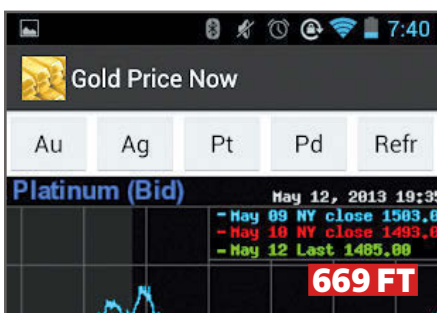 7:40
Gold Price Now
Au Ag Pt Pd Refr
Platinum (Bid) May 12, 2013 19:35
- May 09 NY close 1503.0
- May 10 NY close 1493.0
- May 12 Last 1485.00
669 FT